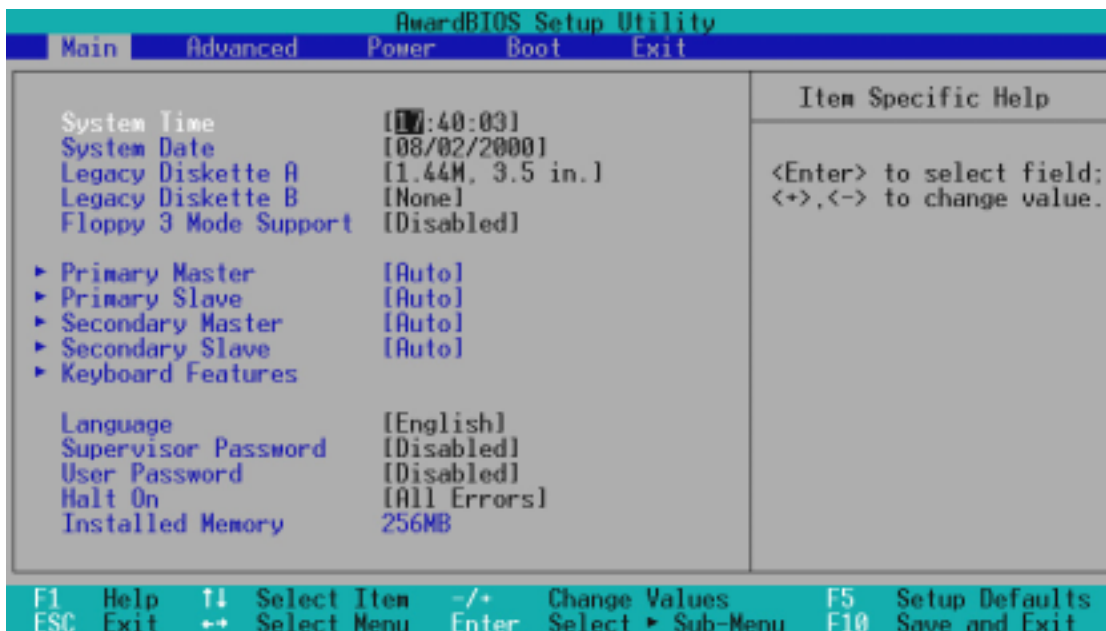 AwardBIOS Setup Utility
Main Advanced Power Boot Exit
System Time [17:40:03]
System Date [08/02/2000]
Legacy Diskette A [1.44M, 3.5 in.]
Legacy Diskette B [None]
Floppy 3 Mode Support [Disabled]
► Primary Master [Auto]
► Primary Slave [Auto]
► Secondary Master [Auto]
► Secondary Slave [Auto]
► Keyboard Features
Language [English]
Supervisor Password [Disabled]
User Password [Disabled]
Halt On [All Errors]
Installed Memory 256MB
Item Specific Help
<Enter> to select field;
<+>,<-> to change value.
F1 Help ↑↓ Select Item -/+ Change Values F5 Setup Defaults
ESC Exit ←→ Select Menu Enter Select ► Sub-Menu F10 Save and Exit